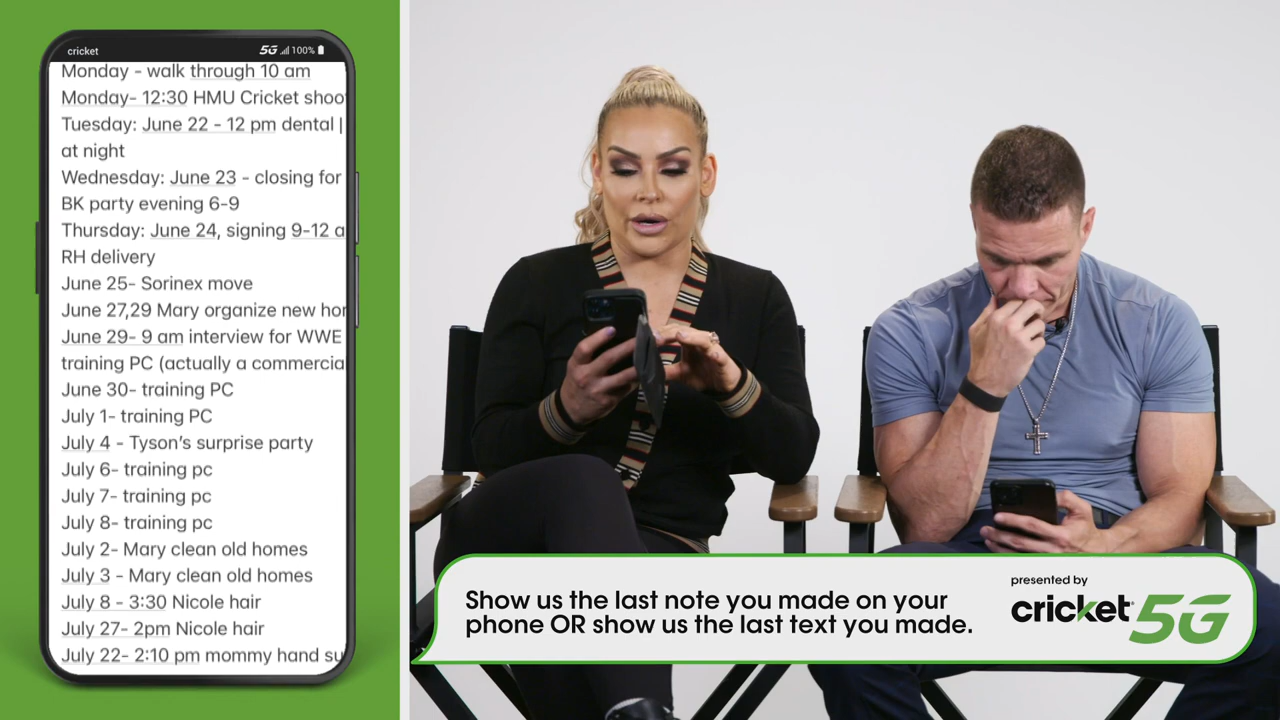 cricket 5G 100%
Monday - walk through 10 am
Monday- 12:30 HMU Cricket shoo
Tuesday: June 22 - 12 pm dental |
at night
Wednesday: June 23 - closing for
BK party evening 6-9
Thursday: June 24, signing 9-12 a
RH delivery
June 25- Sorinex move
June 27,29 Mary organize new
June 29- 9 am interview for WWE
training PC (actually a commercia
June 30- training PC
July 1- training PC
July 4 - Tyson's surprise party
July 6- training pc
July 7- training pc
July 8- training pc
July 2- Mary clean old homes
July 3 - Mary clean old homes
July 8 - 3:30 Nicole hair
July 27- 2pm Nicole hair
July 22- 2:10 pm mommy hand su
Show us the last note you made on your
phone OR show us the last text you made.
presented by
cricket 5G